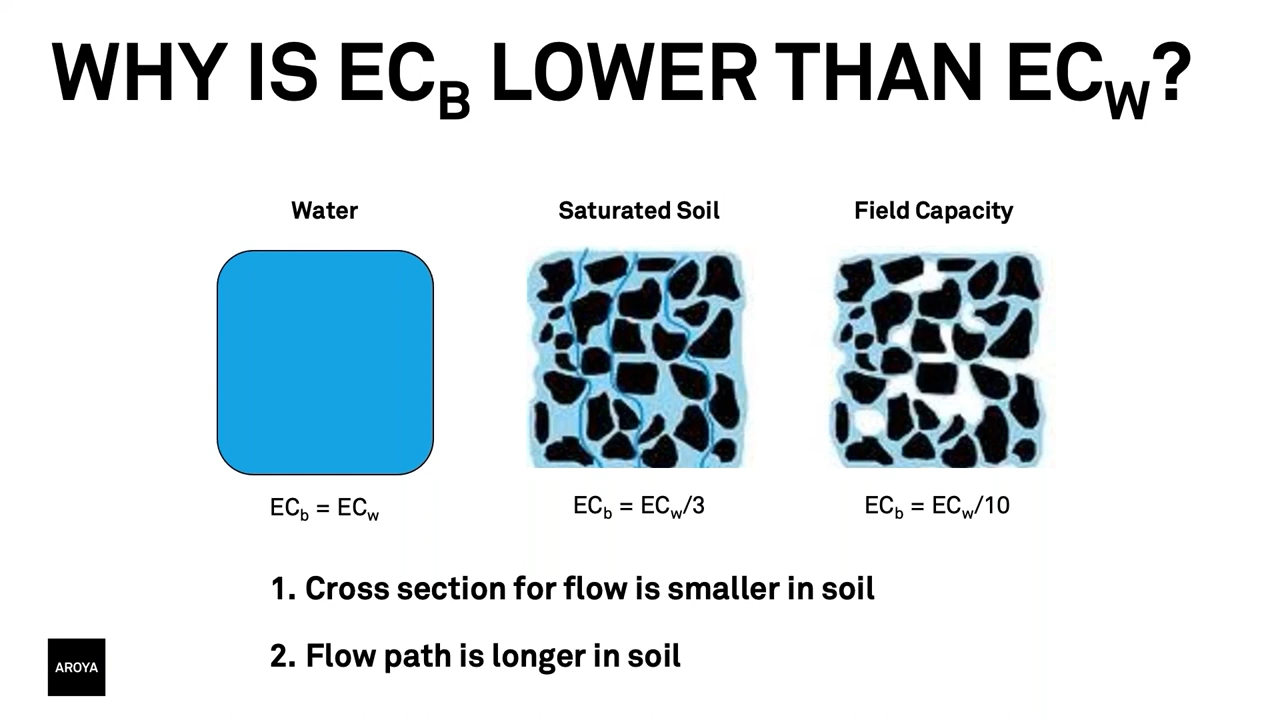 WHY IS EC_B LOWER THAN EC_W?
Water
Saturated Soil
Field Capacity
EC_b = EC_w
EC_b = EC_w/3
EC_b = EC_w/10
1. Cross section for flow is smaller in soil
2. Flow path is longer in soil
AROYA